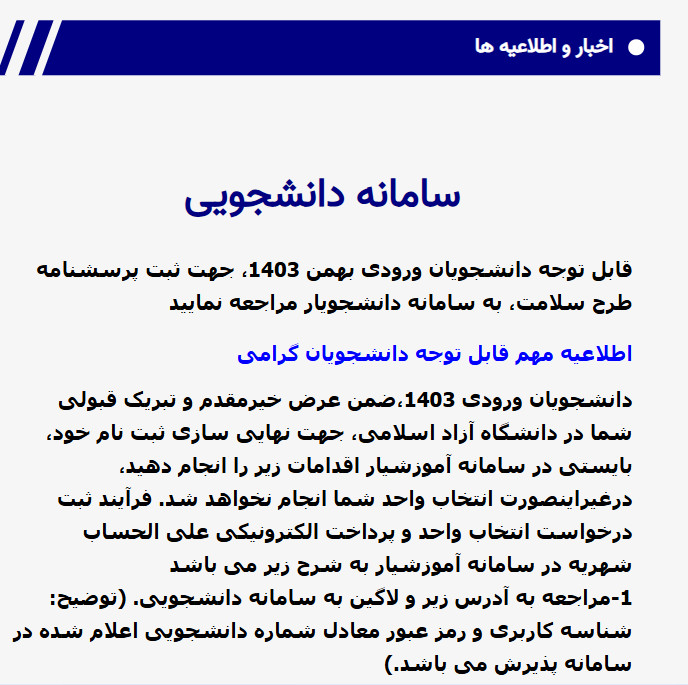 اخبار و اطلاعیه ها
سامانه دانشجویی
قابل توجه دانشجویان ورودی بهمن 1403، جهت ثبت پرسشنامه
طرح سلامت، به سامانه دانشجویار مراجعه نمایید
اطلاعیه مهم قابل توجه دانشجویان گرامی
دانشجویان ورودی 1403،ضمن عرض خیرمقدم و تبریک قبولی
شما در دانشگاه آزاد اسلامی، جهت نهایی سازی ثبت نام خود،
بایستی در سامانه آموزشیار اقدامات زیر را انجام دهید،
درغیراینصورت انتخاب واحد شما انجام نخواهد شد. فرآیند ثبت
درخواست انتخاب واحد و پرداخت الکترونیکی علی الحساب
شهریه در سامانه آموزشیار به شرح زیر می باشد
1-مراجعه به آدرس زیر و لاگین به سامانه دانشجویی. (توضیح:
شناسه کاربری و رمز عبور معادل شماره دانشجویی اعلام شده در
سامانه پذیرش می باشد.)